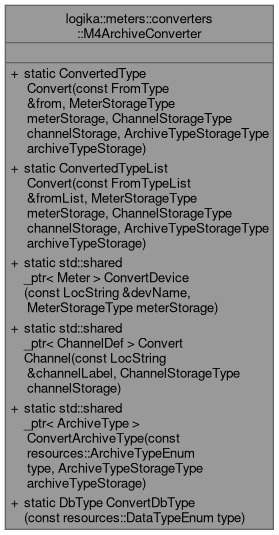 logika::meters::converters
::M4ArchiveConverter
+ static ConvertedType
Convert(const FromType
&from, MeterStorageType
meterStorage, ChannelStorageType
channelStorage, ArchiveTypeStorageType
archiveTypeStorage)
+ static ConvertedTypeList
Convert(const FromTypeList
&fromList, MeterStorageType
meterStorage, ChannelStorageType
channelStorage, ArchiveTypeStorageType
archiveTypeStorage)
+ static std::shared
_ptr< Meter > ConvertDevice
(const LocString &devName,
MeterStorageType meterStorage)
+ static std::shared
_ptr< ChannelDef > Convert
Channel(const LocString
&channelLabel, ChannelStorageType
channelStorage)
+ static std::shared
_ptr< ArchiveType >
ConvertArchiveType(const
resources::ArchiveTypeEnum
type, ArchiveTypeStorageType
archiveTypeStorage)
+ static DbType ConvertDbType
(const resources::DataTypeEnum type)